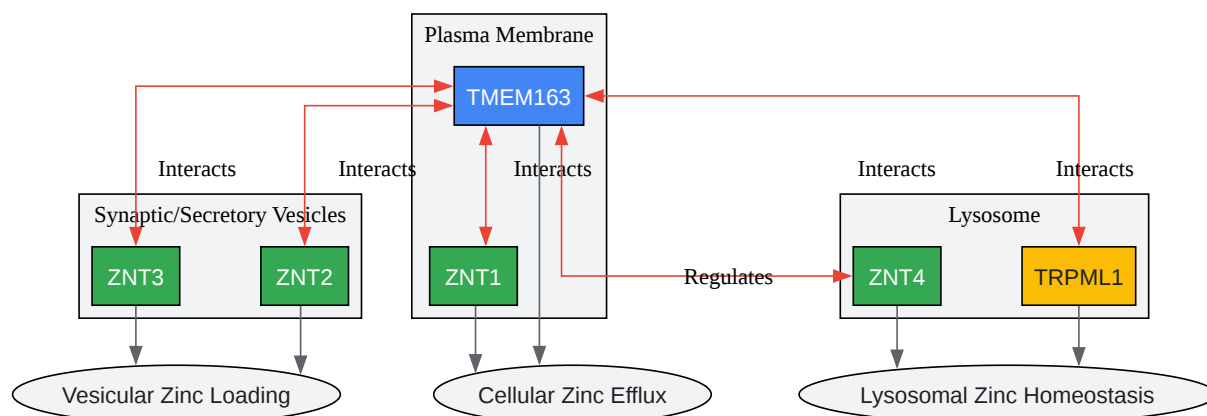 Plasma Membrane
TMEM163
Interacts
Interacts
Interacts
Interacts
Interacts
Synaptic/Secretory Vesicles
Lysosome
ZNT3
ZNT2
ZNT1
Regulates
ZNT4
TRPML1
Vesicular Zinc Loading
Cellular Zinc Efflux
Lysosomal Zinc Homeostasis